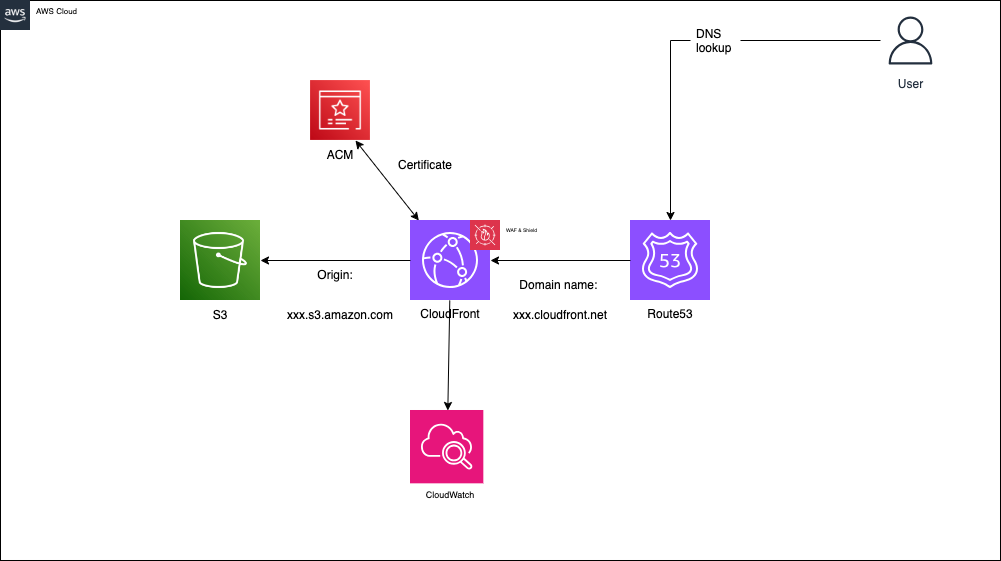 aws
AWS Cloud
DNS
lookup
User
ACM
Certificate
WAF & Shield
53
Origin:
Domain name:
S3
xxx.s3.amazon.com
CloudFront
xxx.cloudfront.net
Route53
CloudWatch